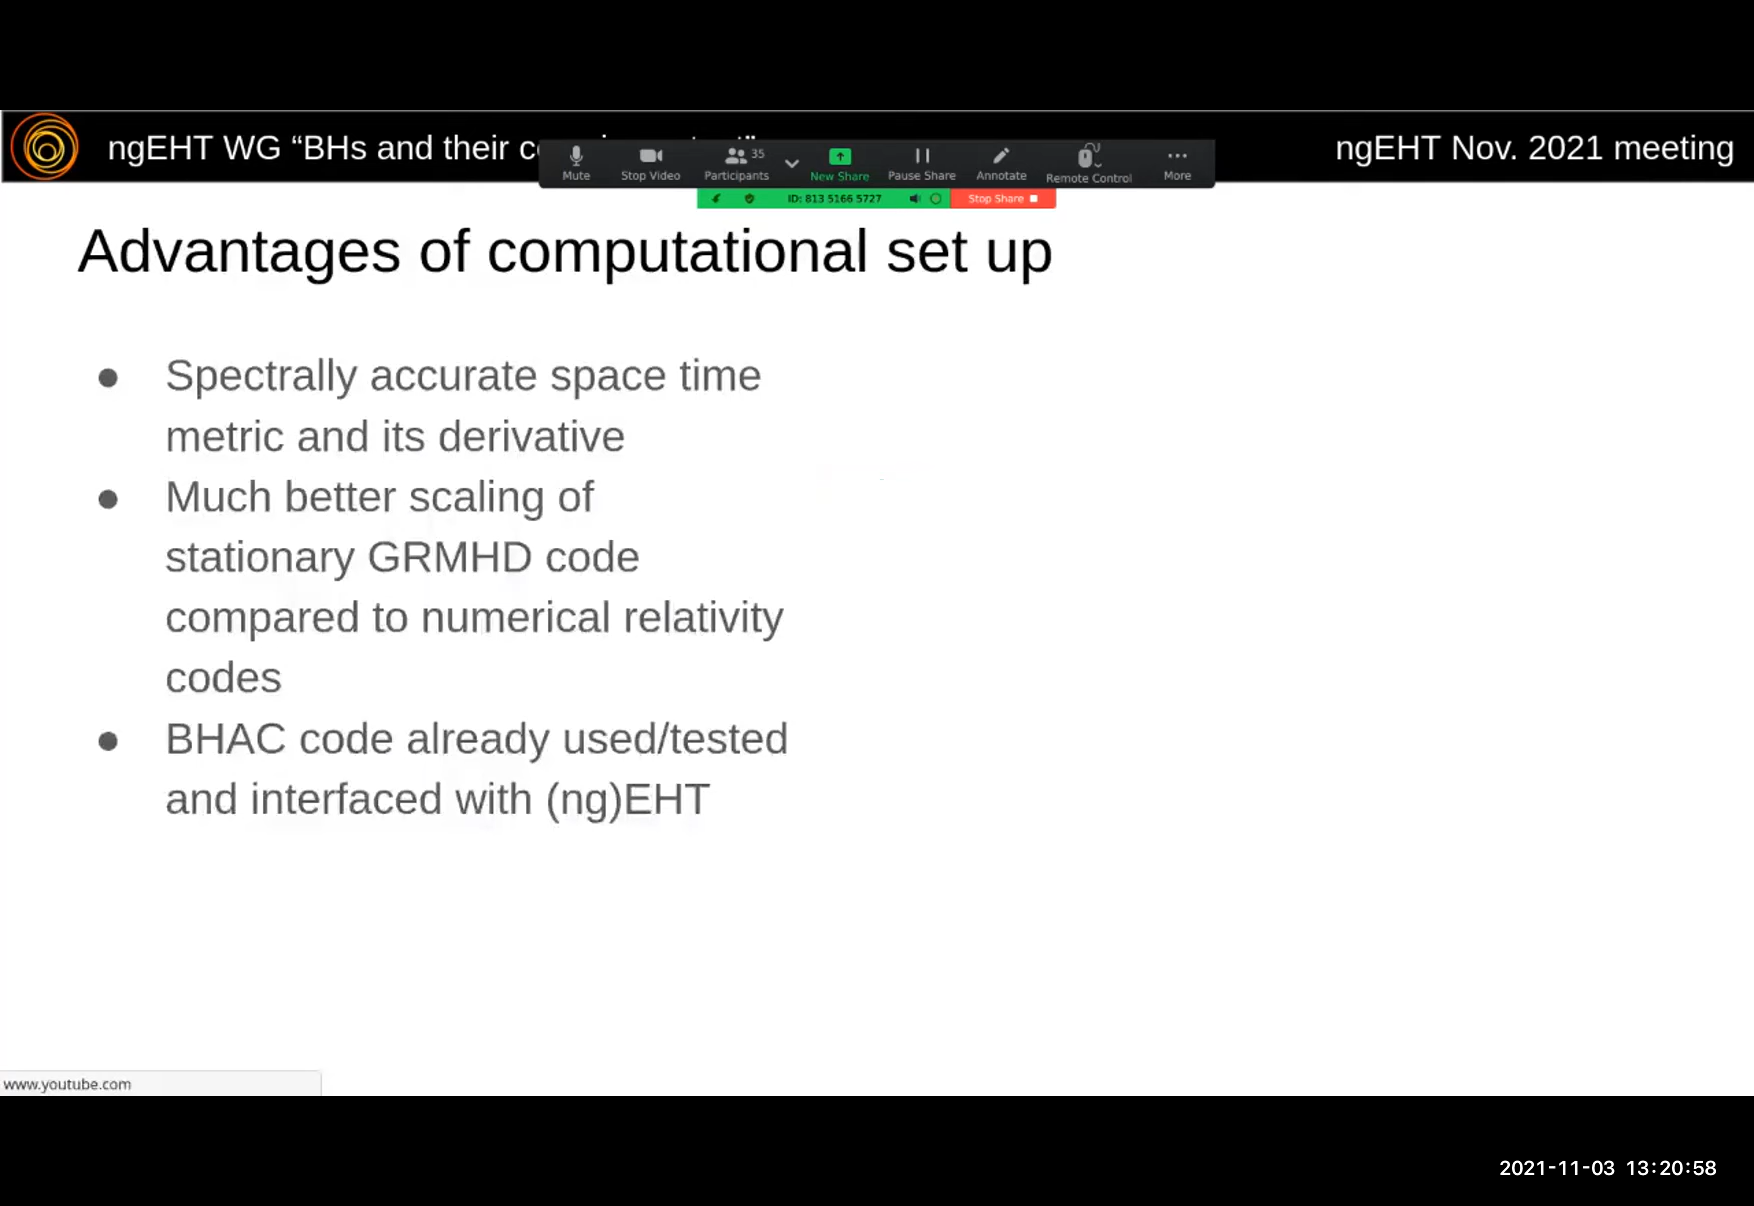 ngEHT WG “BHs and their
ngEHT Nov. 2021 meeting
35
Mute
Stop Video
Participants
New Share
Pause Share
Annotate
Remote Control
More
ID: 813 5166 5727
Stop Share
Advantages of computational set up
● Spectrally accurate space time
metric and its derivative
● Much better scaling of
stationary GRMHD code
compared to numerical relativity
codes
● BHAC code already used/tested
and interfaced with (ng)EHT
www.youtube.com
2021-11-03 13:20:58